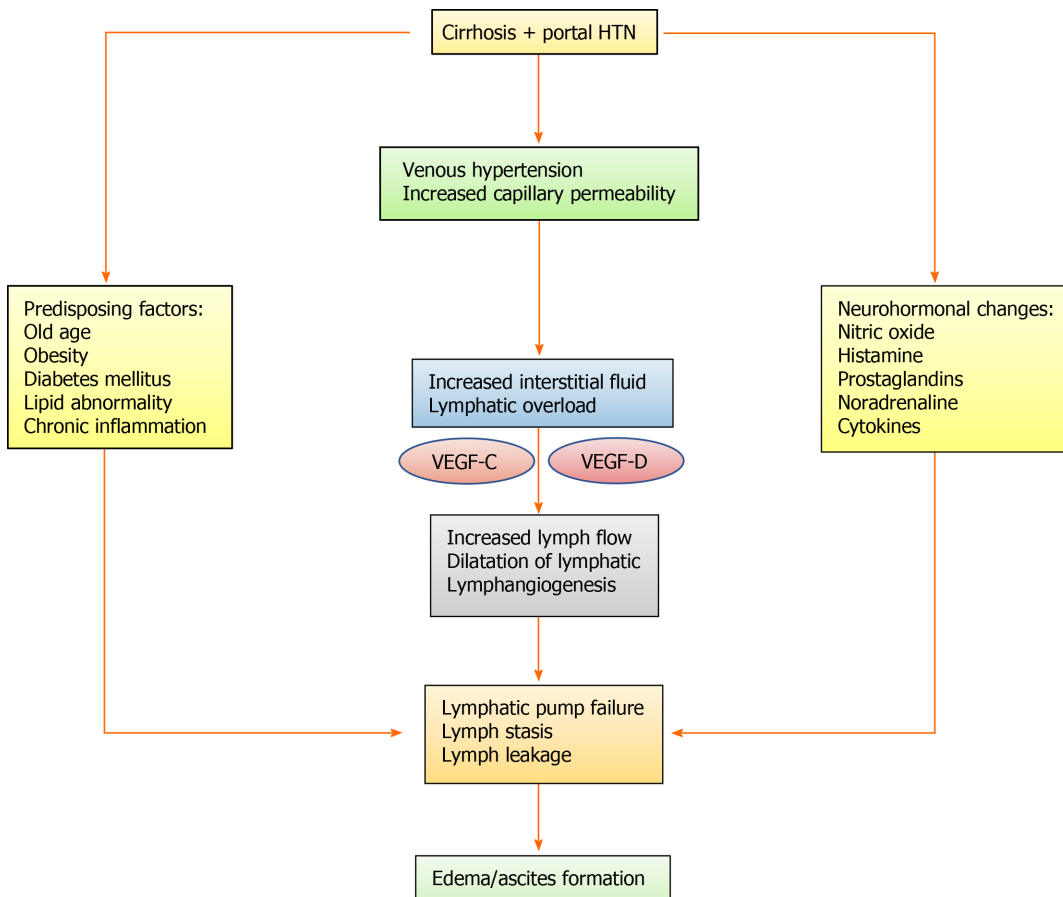 Cirrhosis + portal HTN
Venous hypertension
Increased capillary permeability
Predisposing factors:
Old age
Obesity
Diabetes mellitus
Lipid abnormality
Chronic inflammation
Neurohormonal changes:
Nitric oxide
Histamine
Prostaglandins
Noradrenaline
Cytokines
Increased interstitial fluid
Lymphatic overload
VEGF-C
VEGF-D
Increased lymph flow
Dilatation of lymphatic
Lymphangiogenesis
Lymphatic pump failure
Lymph stasis
Lymph leakage
Edema/ascites formation